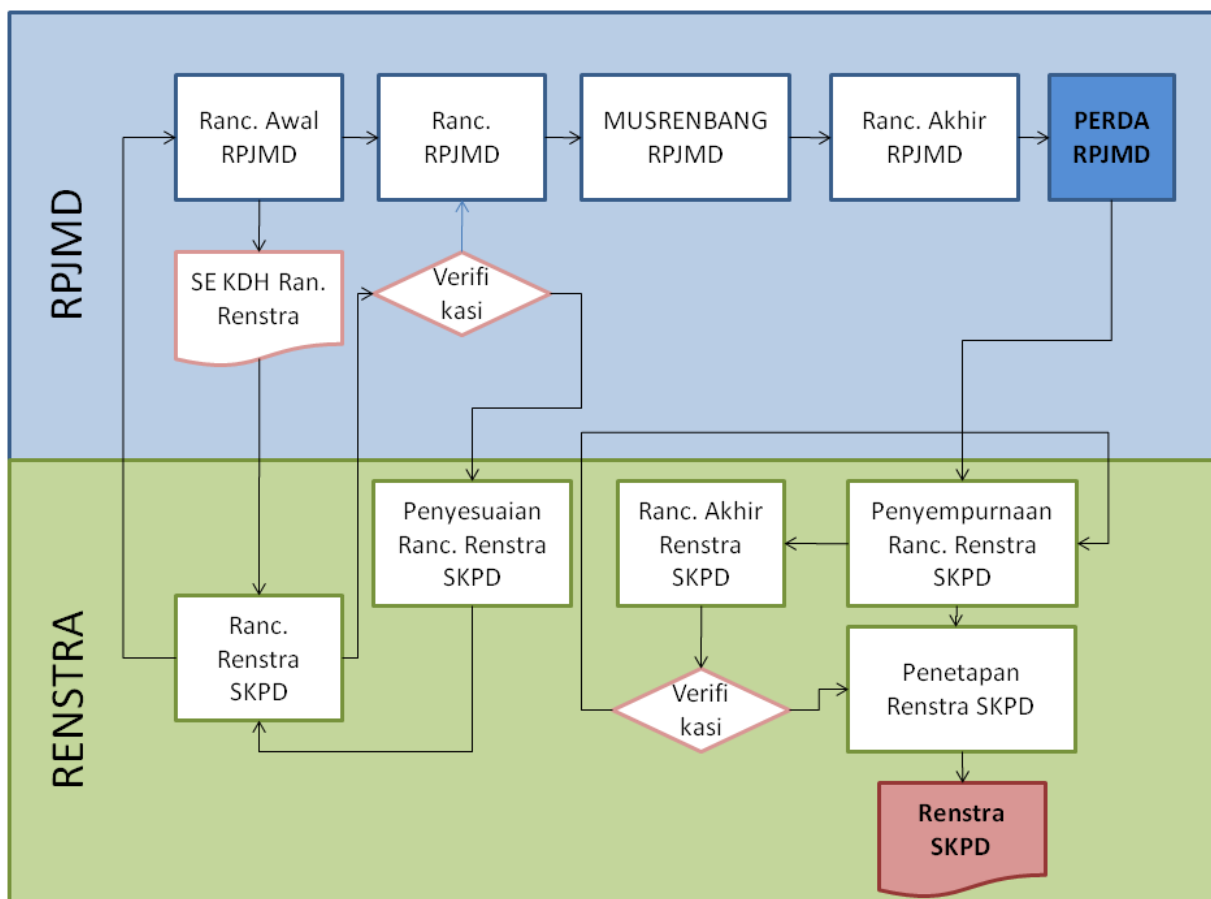 RPJMD
Ranc. Awal
RPJMD
Ranc.
RPJMD
MUSRENBANG
RPJMD
Ranc. Akhir
RPJMD
PERDA
RPJMD
SE KDH Ran.
Renstra
Verifi
kasi
RENSTRA
Ranc.
Renstra
SKPD
Penyesuaian
Ranc. Renstra
SKPD
Ranc. Akhir
Renstra
SKPD
Penyempurnaan
Ranc. Renstra
SKPD
Verifi
kasi
Penetapan
Renstra SKPD
Renstra
SKPD